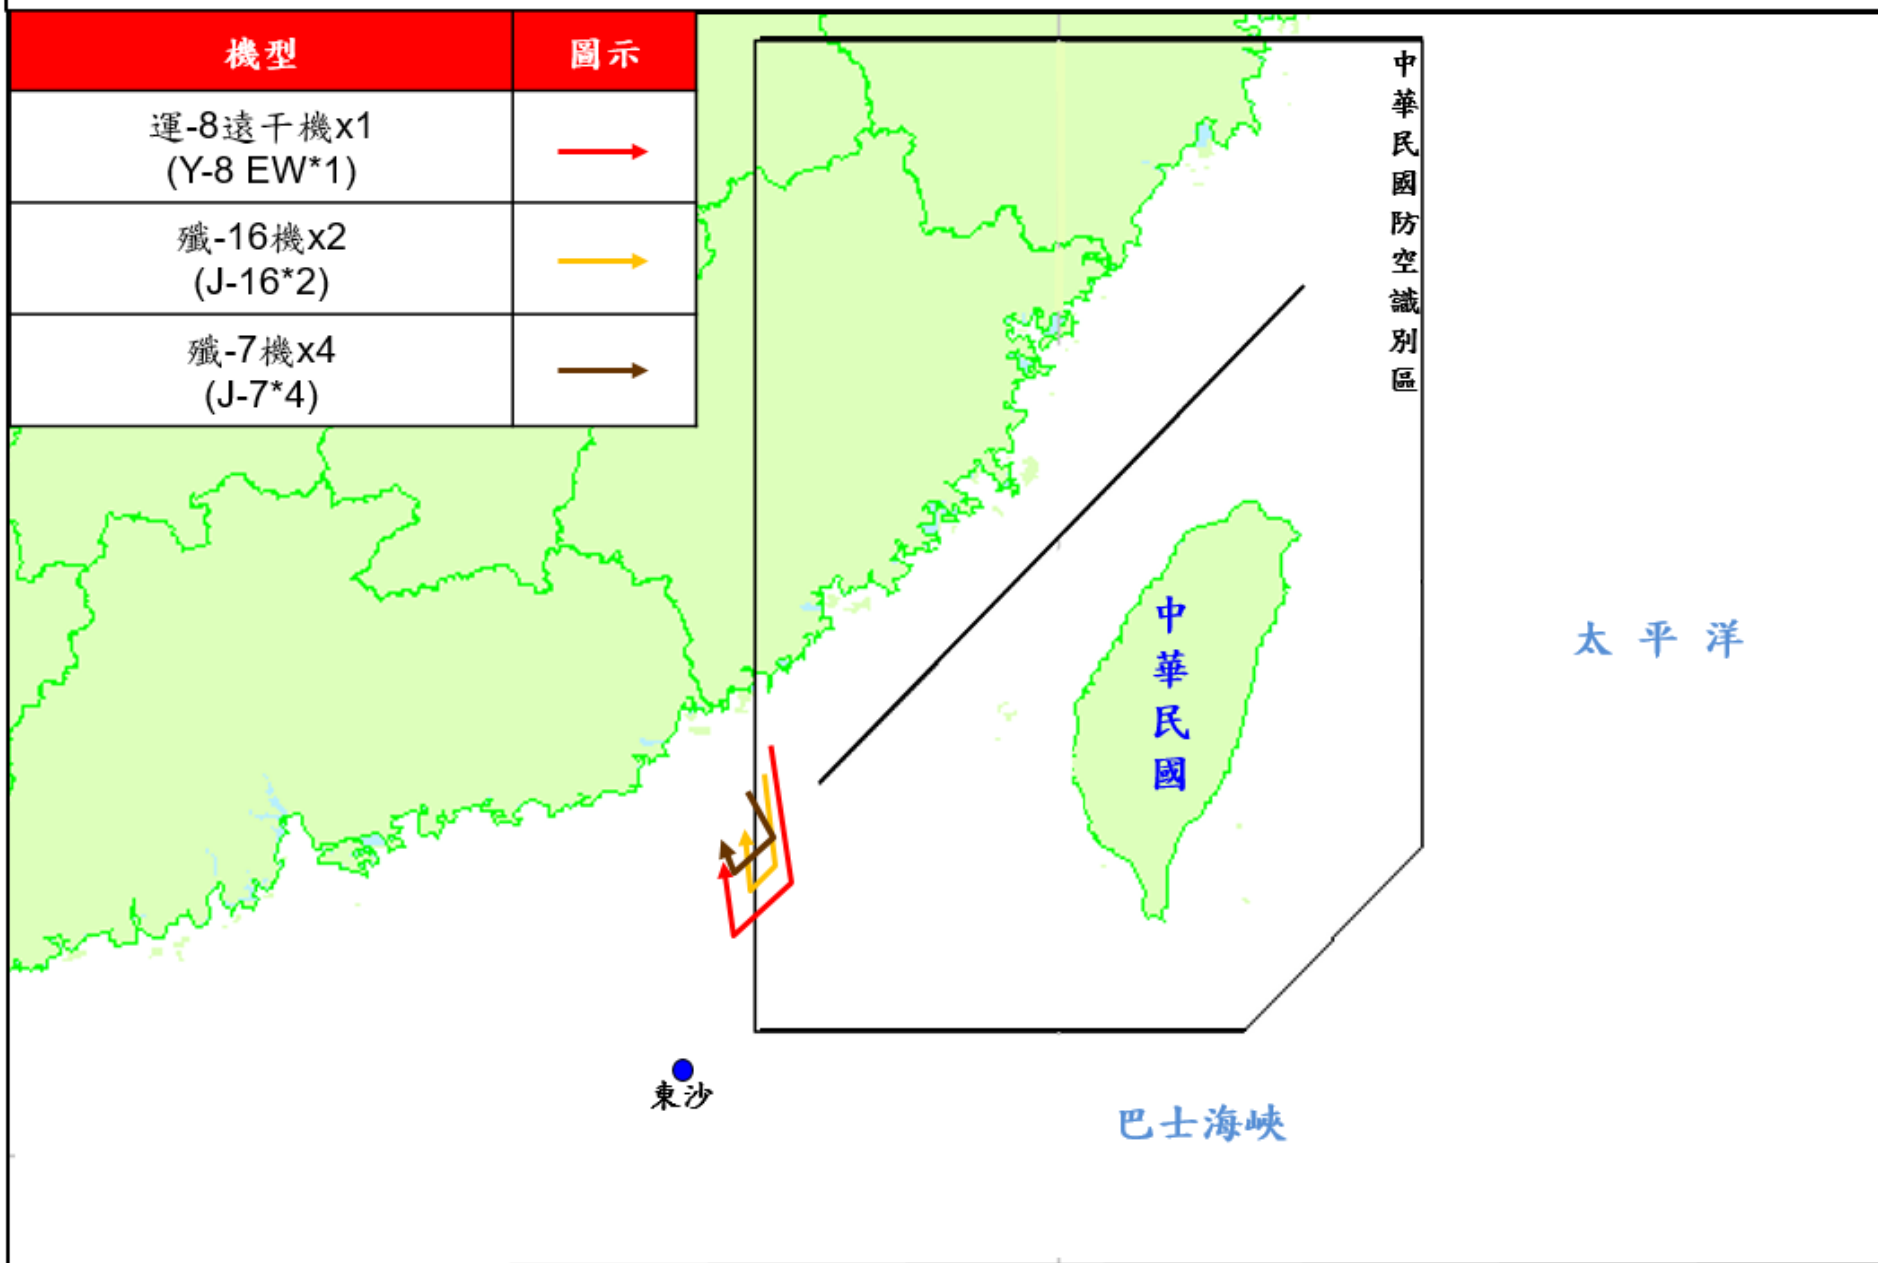 機型
圖示
運-8遠干機x1
(Y-8 EW*1)
殲-16機x2
(J-16*2)
殲-7機x4
(J-7*4)
中華民國防空識別區
中華民國
太平洋
東沙
巴士海峽